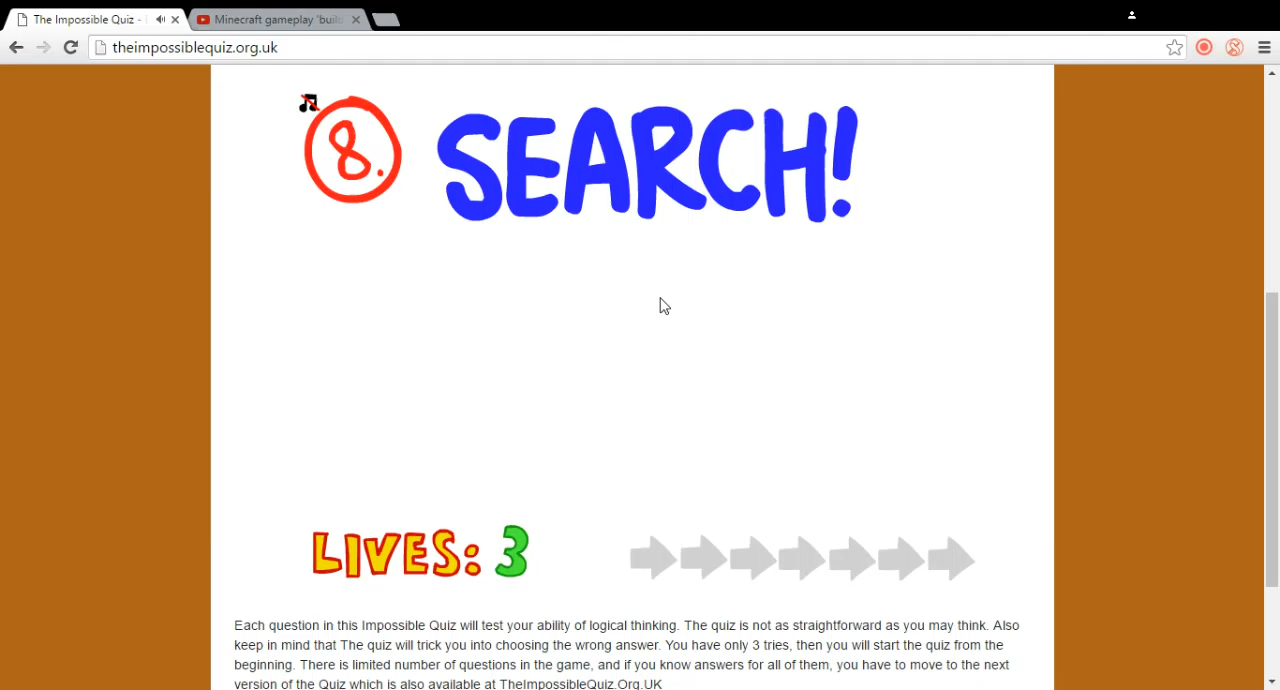 The Impossible Quiz -
Minecraft gameplay 'build
theimpossiblequiz.org.uk
8. SEARCH!
LIVES: 3
Each question in this Impossible Quiz will test your ability of logical thinking. The quiz is not as straightforward as you may think. Also
keep in mind that The quiz will trick you into choosing the wrong answer. You have only 3 tries, then you will start the quiz from the
beginning. There is limited number of questions in the game, and if you know answers for all of them, you have to move to the next
version of the Quiz which is also available at TheImpossibleQuiz.Org.UK